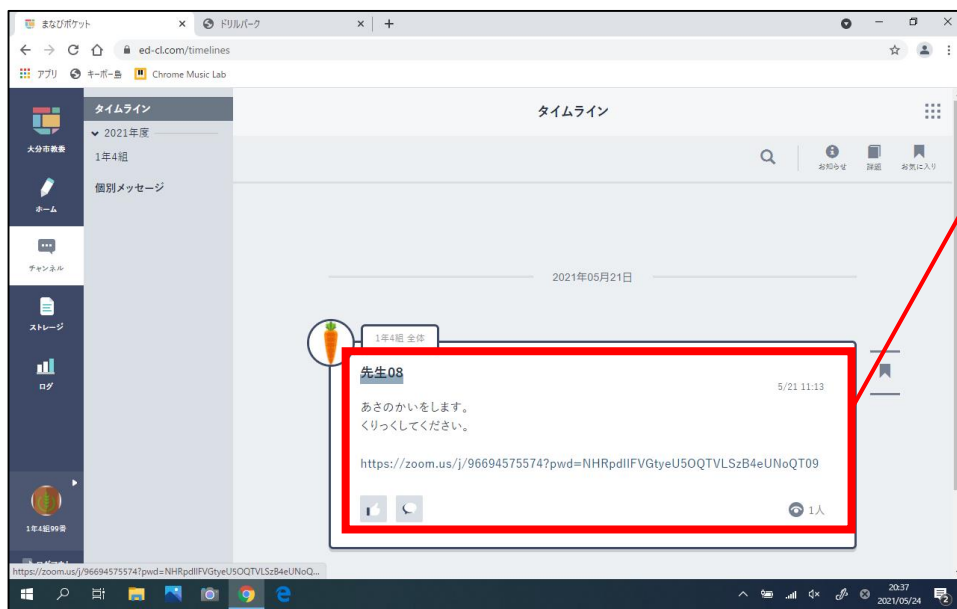 まなびポケット
ドリルパーク
ed-cl.com/timelines
アプリ
キーボー島
Chrome Music Lab
大分市教委
ホーム
チャンネル
ストレージ
ログ
1年4組99番
タイムライン
2021年度
1年4組
個別メッセージ
タイムライン
お知らせ
課題
お気に入り
2021年05月21日
1年4組 全体
先生08
5/21 11:13
あさのかいをします。
くりっくしてください。
https://zoom.us/j/96694575574?pwd=NHRpdllFVGtyeU5OQTVLSzB4eUNoQT09
1人
https://zoom.us/j/96694575574?pwd=NHRpdllFVGtyeU5OQTVLSzB4eUNoQ...
20:37
2021/05/24
2